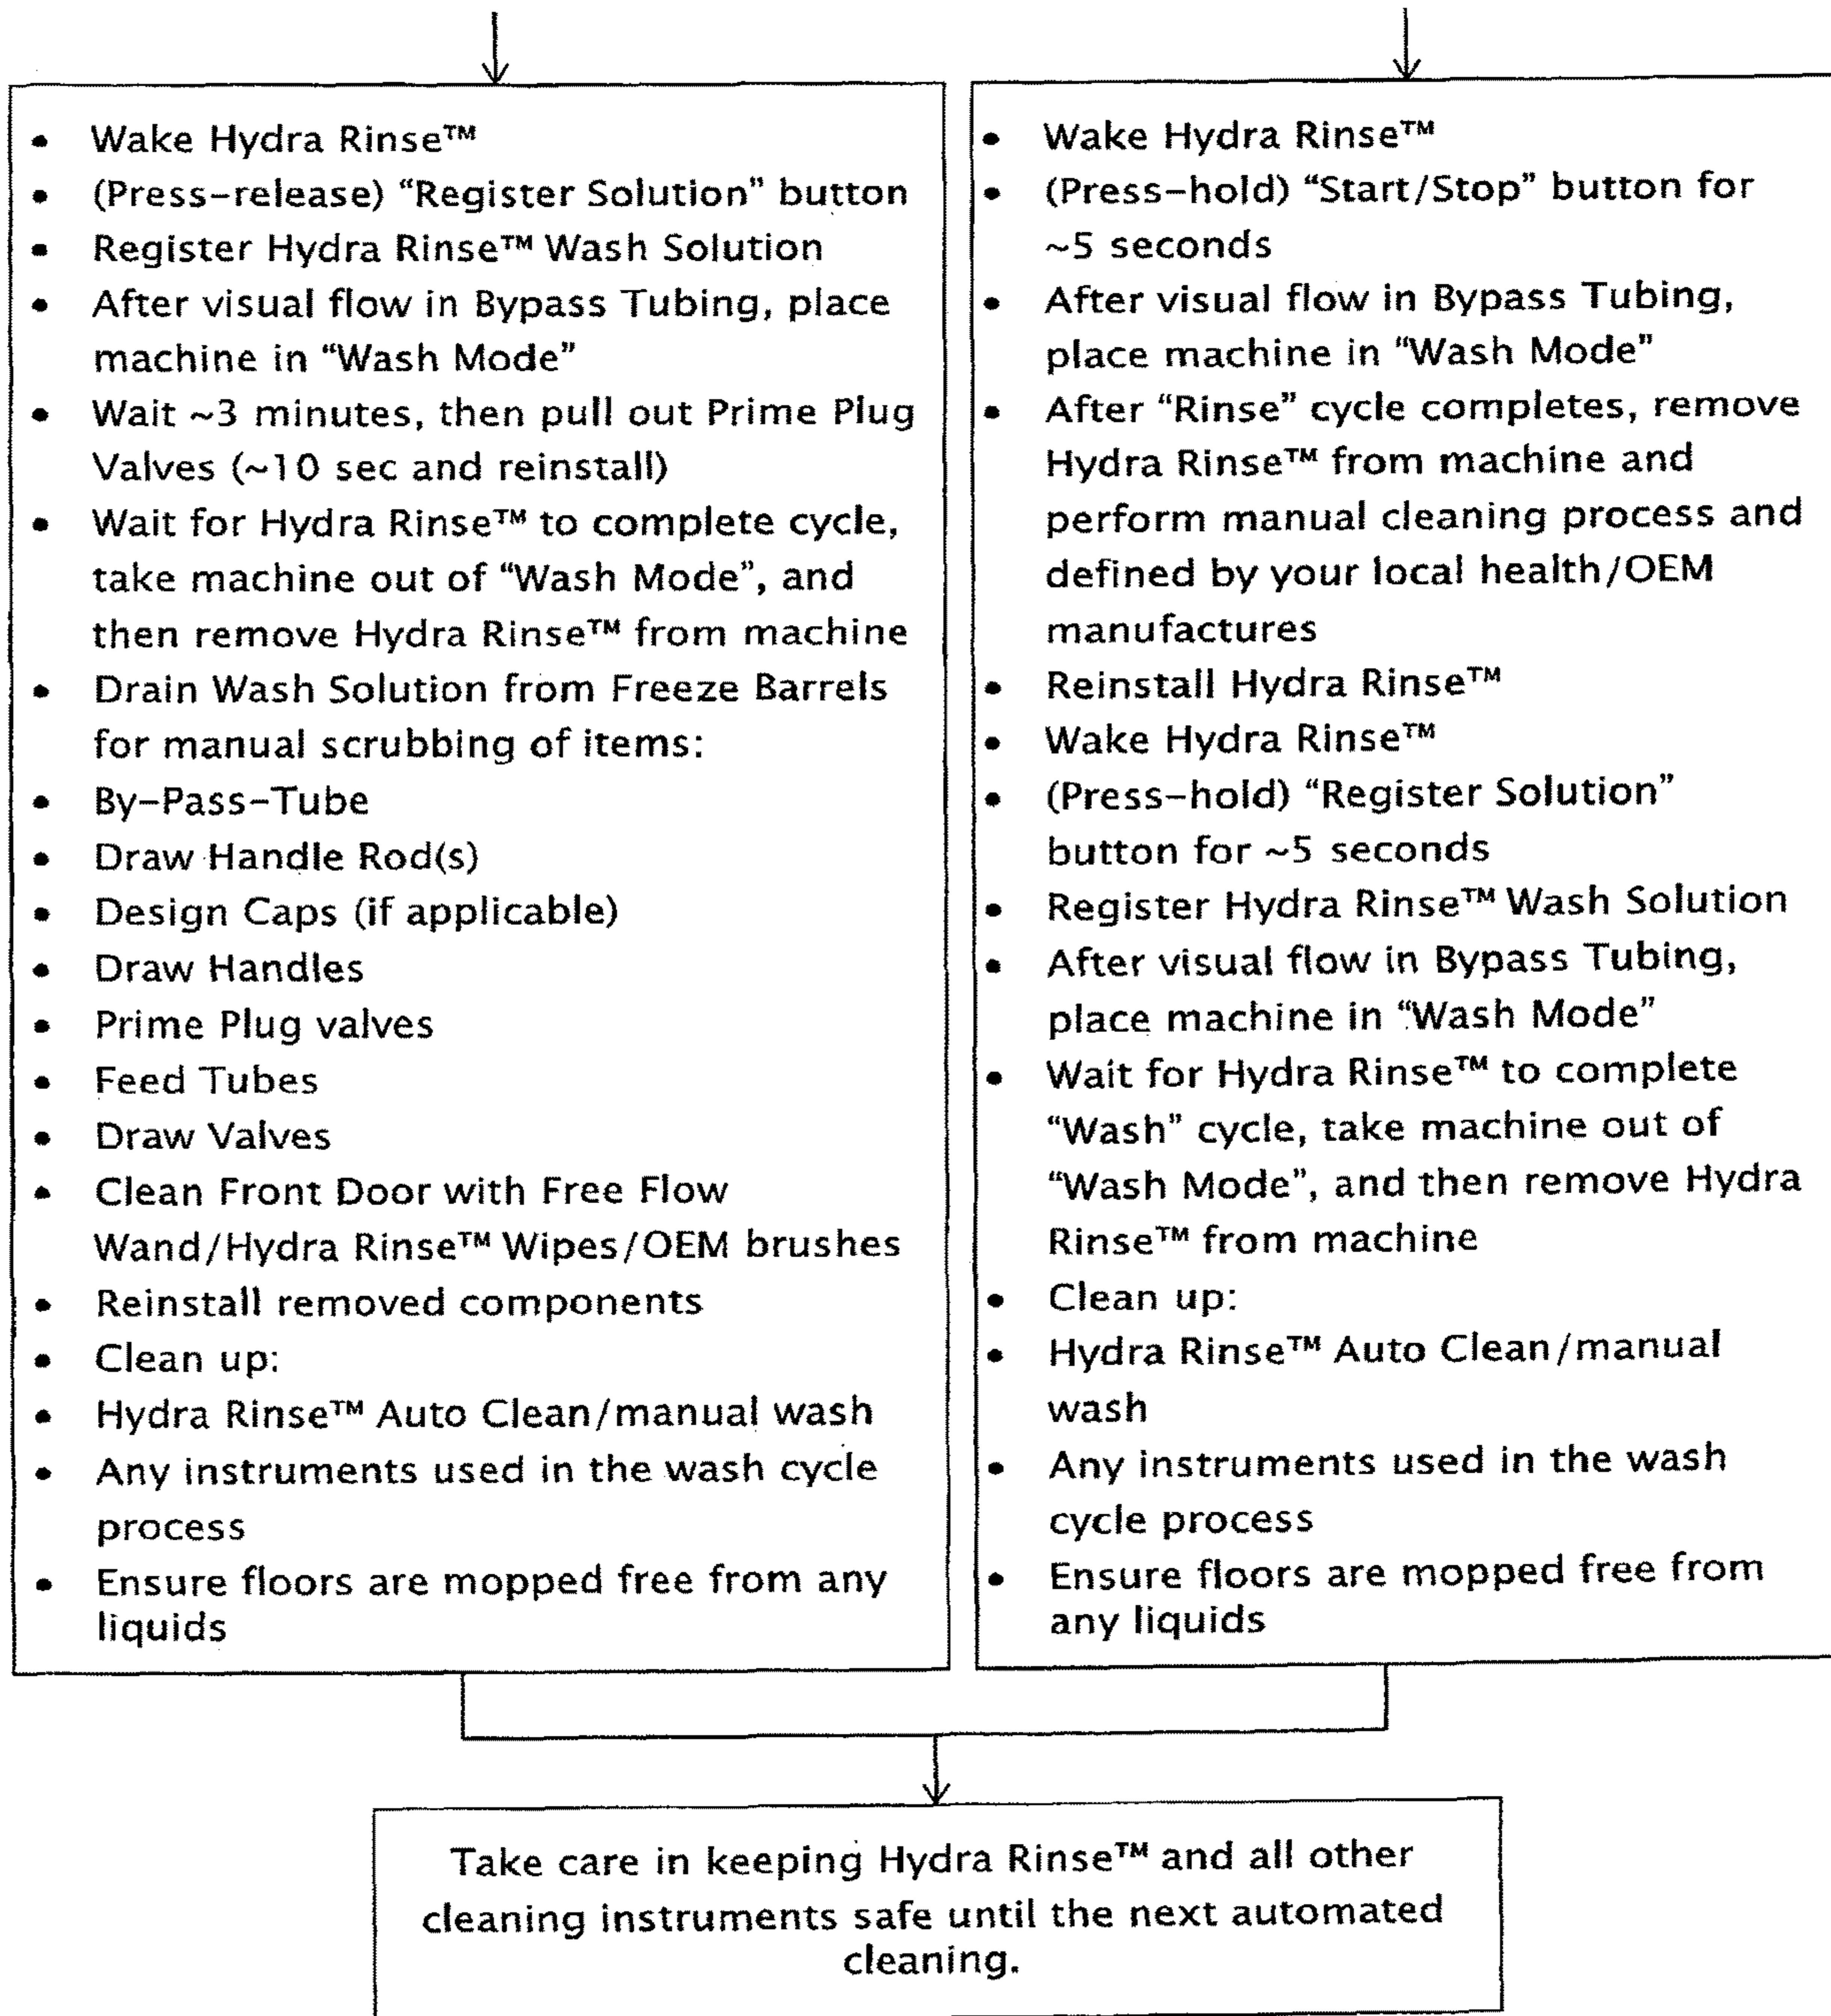 • Wake Hydra Rinse™
• (Press-release) “Register Solution” button
• Register Hydra Rinse™ Wash Solution
• After visual flow in Bypass Tubing, place
machine in “Wash Mode”
• Wait ~3 minutes, then pull out Prime Plug
Valves (~10 sec and reinstall)
• Wait for Hydra Rinse™ to complete cycle,
take machine out of “Wash Mode”, and
then remove Hydra Rinse™ from machine
• Drain Wash Solution from Freeze Barrels
for manual scrubbing of items:
• By-Pass-Tube
• Draw Handle Rod(s)
• Design Caps (if applicable)
• Draw Handles
• Prime Plug valves
• Feed Tubes
• Draw Valves
• Clean Front Door with Free Flow
Wand/Hydra Rinse™ Wipes/OEM brushes
• Reinstall removed components
• Clean up:
• Hydra Rinse™ Auto Clean/manual wash
• Any instruments used in the wash cycle
process
• Ensure floors are mopped free from any
liquids
• Wake Hydra Rinse™
• (Press-hold) “Start/Stop” button for
~5 seconds
• After visual flow in Bypass Tubing,
place machine in “Wash Mode”
• After “Rinse” cycle completes, remove
Hydra Rinse™ from machine and
perform manual cleaning process and
defined by your local health/OEM
manufactures
• Reinstall Hydra Rinse™
• Wake Hydra Rinse™
• (Press-hold) “Register Solution”
button for ~5 seconds
• Register Hydra Rinse™ Wash Solution
• After visual flow in Bypass Tubing,
place machine in “Wash Mode”
• Wait for Hydra Rinse™ to complete
“Wash” cycle, take machine out of
“Wash Mode”, and then remove Hydra
Rinse™ from machine
• Clean up:
• Hydra Rinse™ Auto Clean/manual
wash
• Any instruments used in the wash
cycle process
• Ensure floors are mopped free from
any liquids
Take care in keeping Hydra Rinse™ and all other
cleaning instruments safe until the next automated
cleaning.